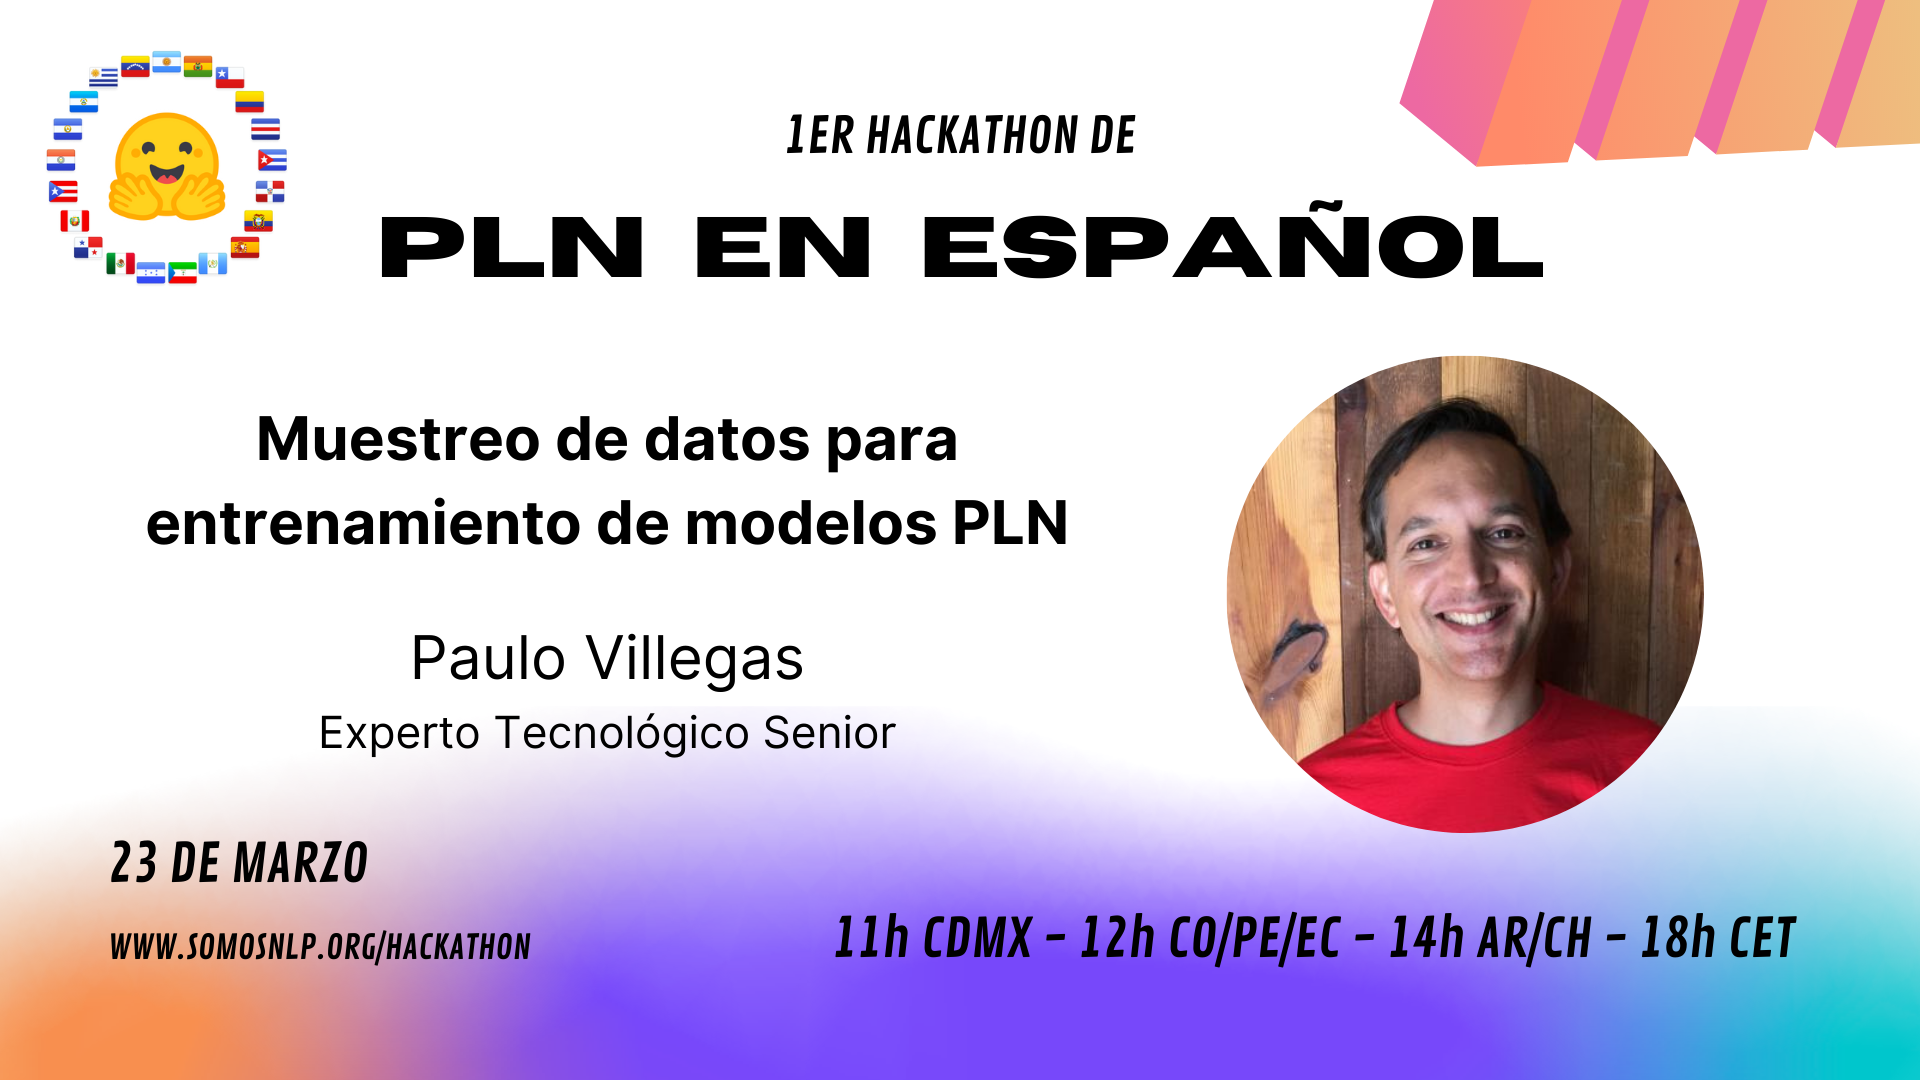 1ER HACKATHON DE
PLN EN ESPAÑOL
Muestreo de datos para
entrenamiento de modelos PLN
Paulo Villegas
Experto Tecnológico Senior
23 DE MARZO
WWW.SOMOSNLP.ORG/HACKATHON
11h CDMX – 12h CO/PE/EC – 14h AR/CH – 18h CET